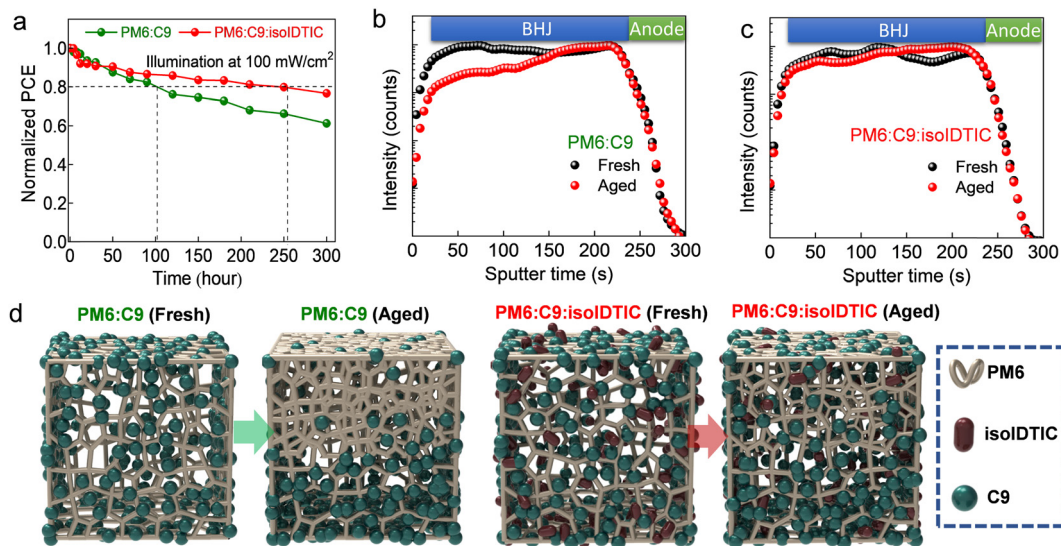 a
PM6:C9
PM6:C9:isoIDTIC
Illumination at 100 mW/cm²
Normalized PCE
1.0
0.8
0.6
0.4
0.2
0.0
0
50
100
150
200
250
300
Time (hour)
b
BHJ
Anode
Intensity (counts)
PM6:C9
Fresh
Aged
0
50
100
150
200
250
300
Sputter time (s)
c
BHJ
Anode
Intensity (counts)
PM6:C9:isoIDTIC
Fresh
Aged
0
50
100
150
200
250
300
Sputter time (s)
d
PM6:C9 (Fresh)
PM6:C9 (Aged)
PM6:C9:isoIDTIC (Fresh)
PM6:C9:isoIDTIC (Aged)
PM6
isoIDTIC
C9